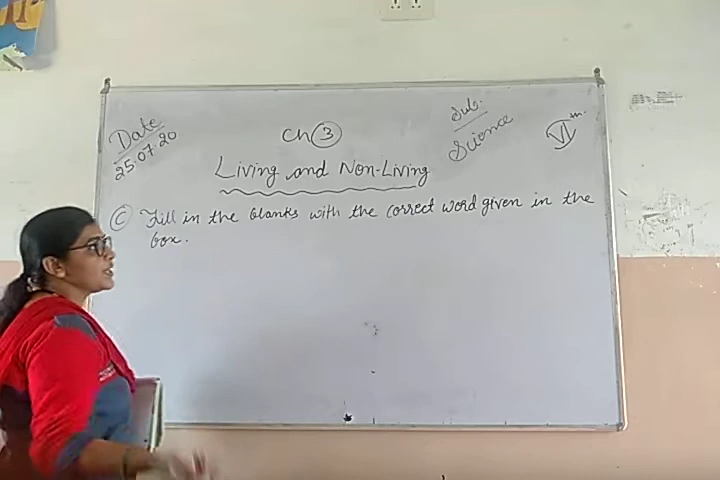 Date
25.07.20
Ch 3
Sub.
Science
VI th.
Living and Non-Living
C Fill in the blanks with the correct word given in the
box.